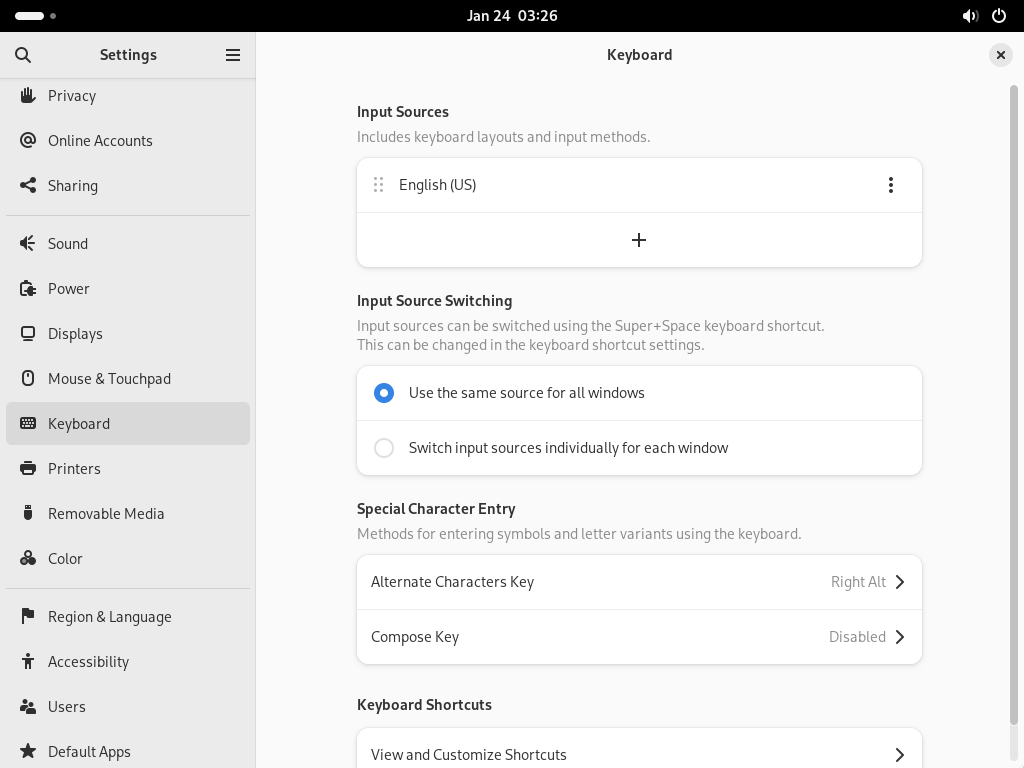 Jan 24 03:26
Settings
Keyboard
Privacy
Online Accounts
Sharing
Sound
Power
Displays
Mouse & Touchpad
Keyboard
Printers
Removable Media
Color
Region & Language
Accessibility
Users
Default Apps
Input Sources
Includes keyboard layouts and input methods.
English (US)
Input Source Switching
Input sources can be switched using the Super+Space keyboard shortcut.
This can be changed in the keyboard shortcut settings.
Use the same source for all windows
Switch input sources individually for each window
Special Character Entry
Methods for entering symbols and letter variants using the keyboard.
Alternate Characters Key Right Alt
Compose Key Disabled
Keyboard Shortcuts
View and Customize Shortcuts